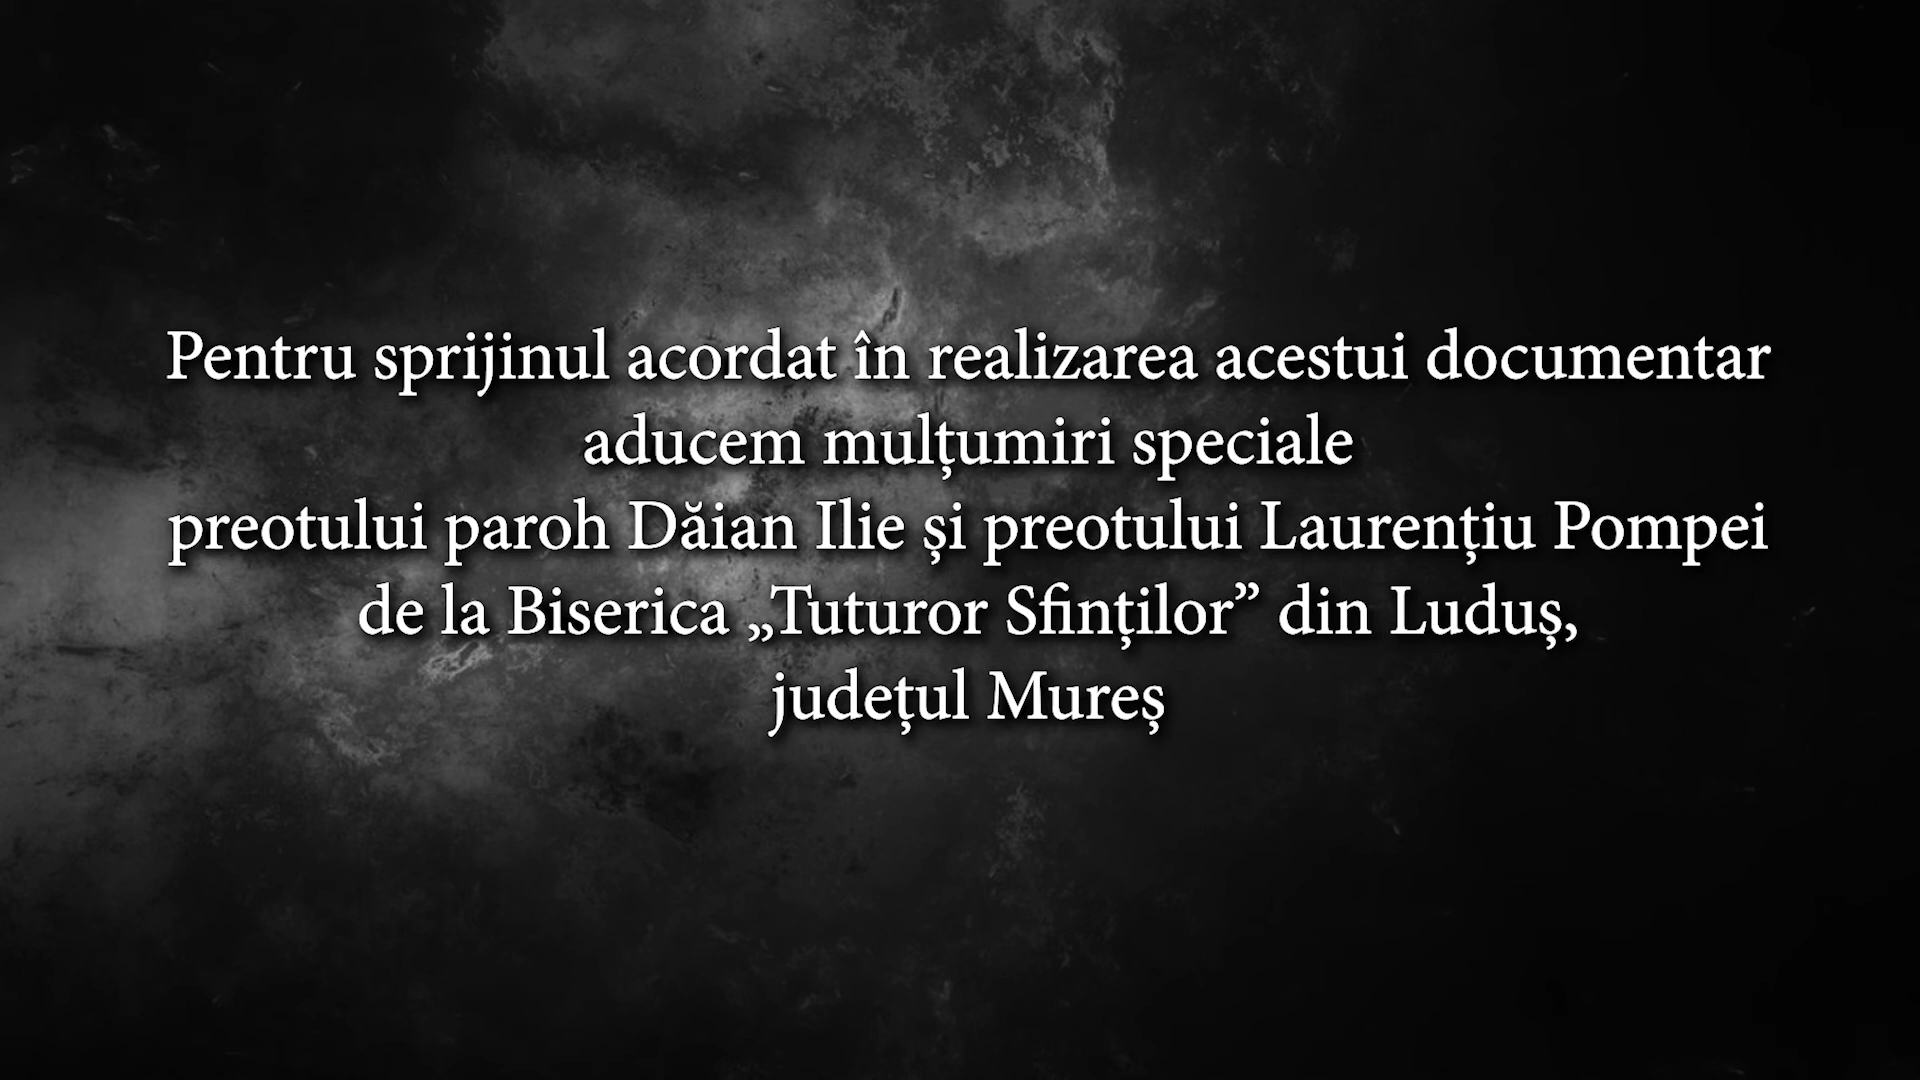 Pentru sprijinul acordat în realizarea acestui documentar
aducem mulțumiri speciale
preotului paroh Dăian Ilie și preotului Laurențiu Pompei
de la Biserica „Tuturor Sfinților” din Luduș,
județul Mureș